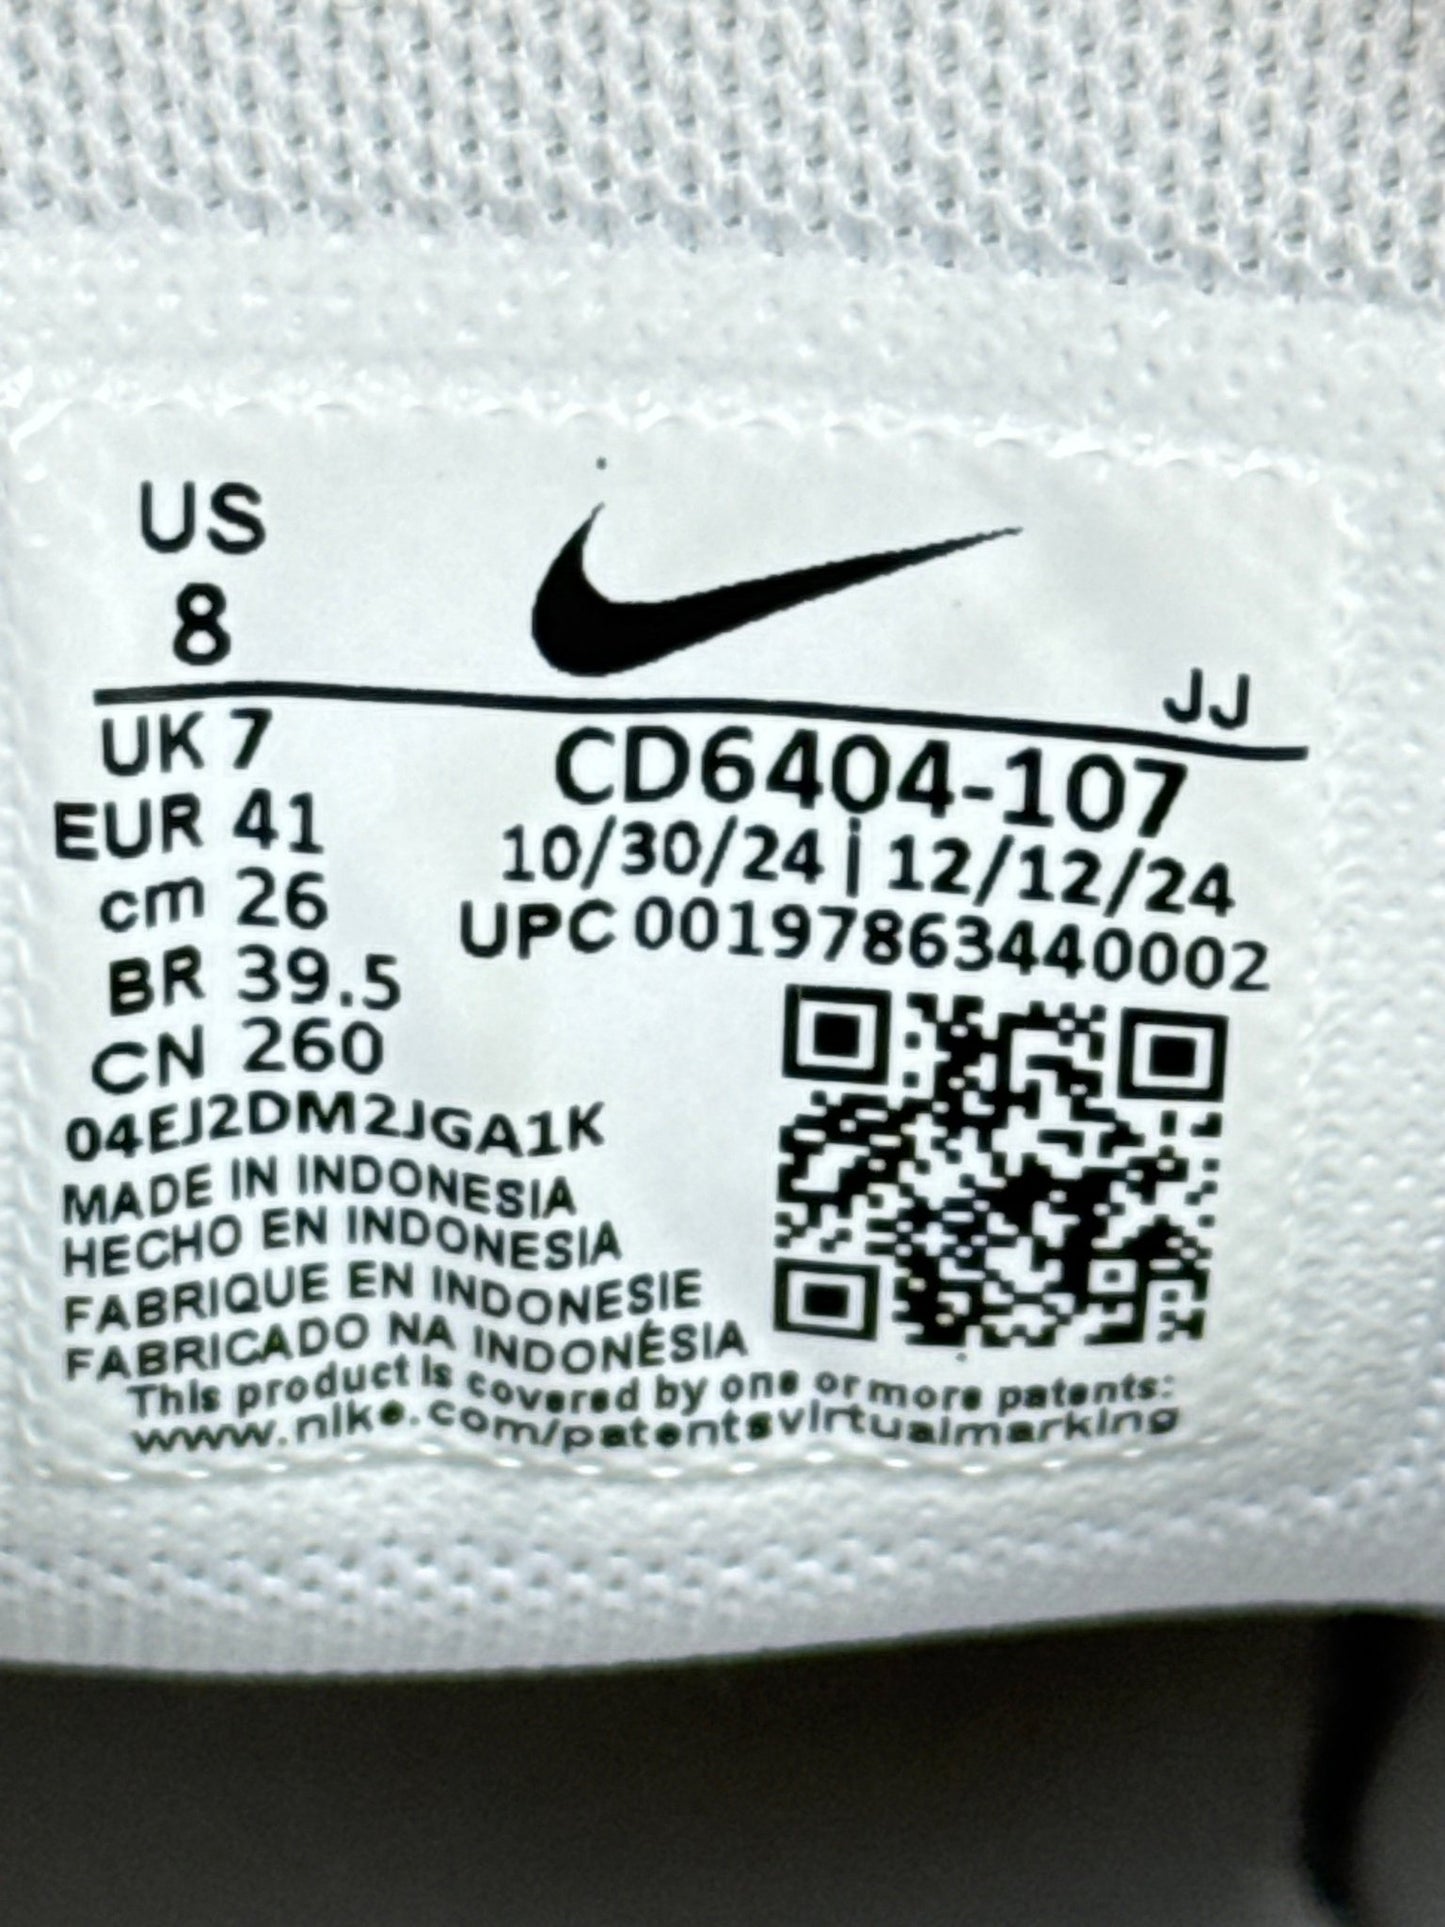 US
8
JJ
UK 7
EUR 41
cm 26
BR 39.5
CN 260
CD6404-107
10/30/24 | 12/12/24
UPC 00197863440002
04EJ2DM2JGA1K
MADE IN INDONESIA
HECHO EN INDONESIA
FABRIQUE EN INDONESIE
FABRICADO NA INDONÉSIA
This product is covered by one or more patents:
www.nike.com/patentsvirtualmarking